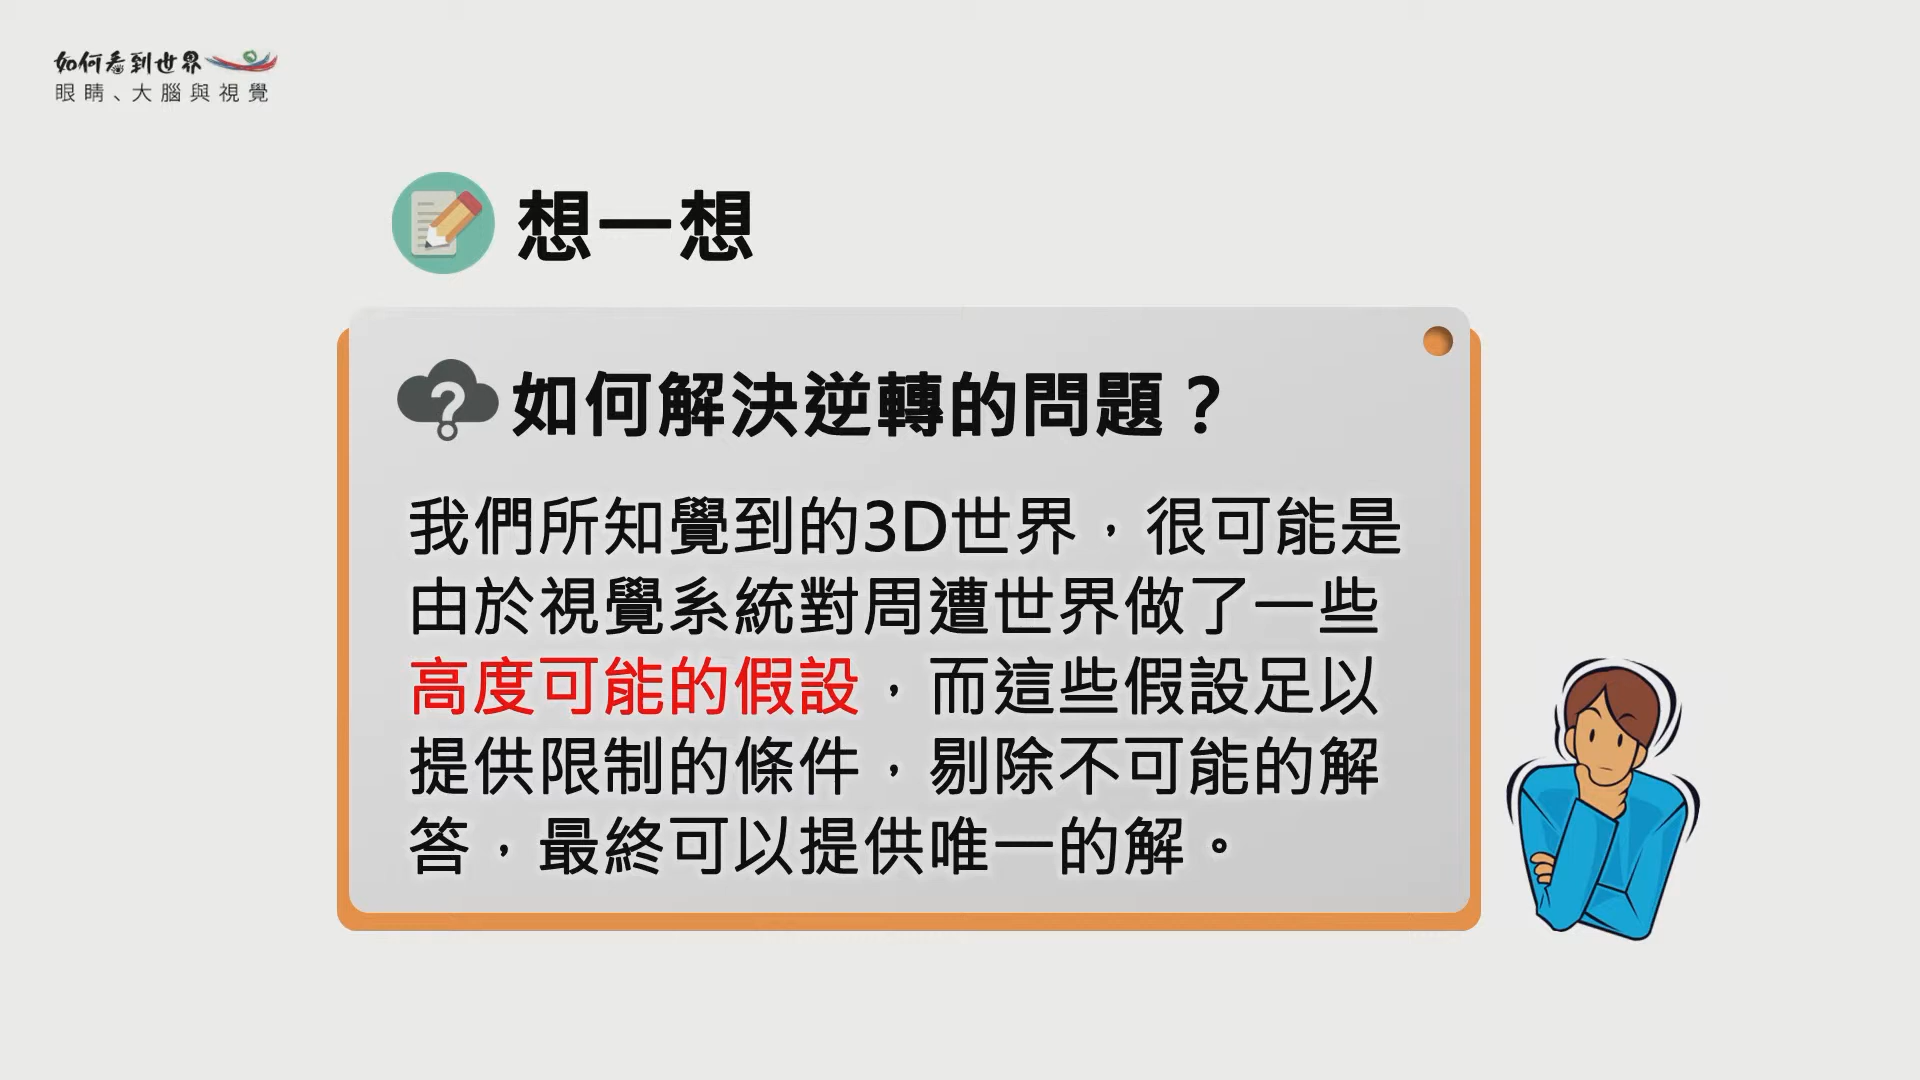 如何看到世界
眼睛、大腦與視覺
想一想
如何解決逆轉的問題？
我們所知覺到的3D世界，很可能是
由於視覺系統對周遭世界做了一些
高度可能的假設，而這些假設足以
提供限制的條件，剔除不可能的解
答，最終可以提供唯一的解。